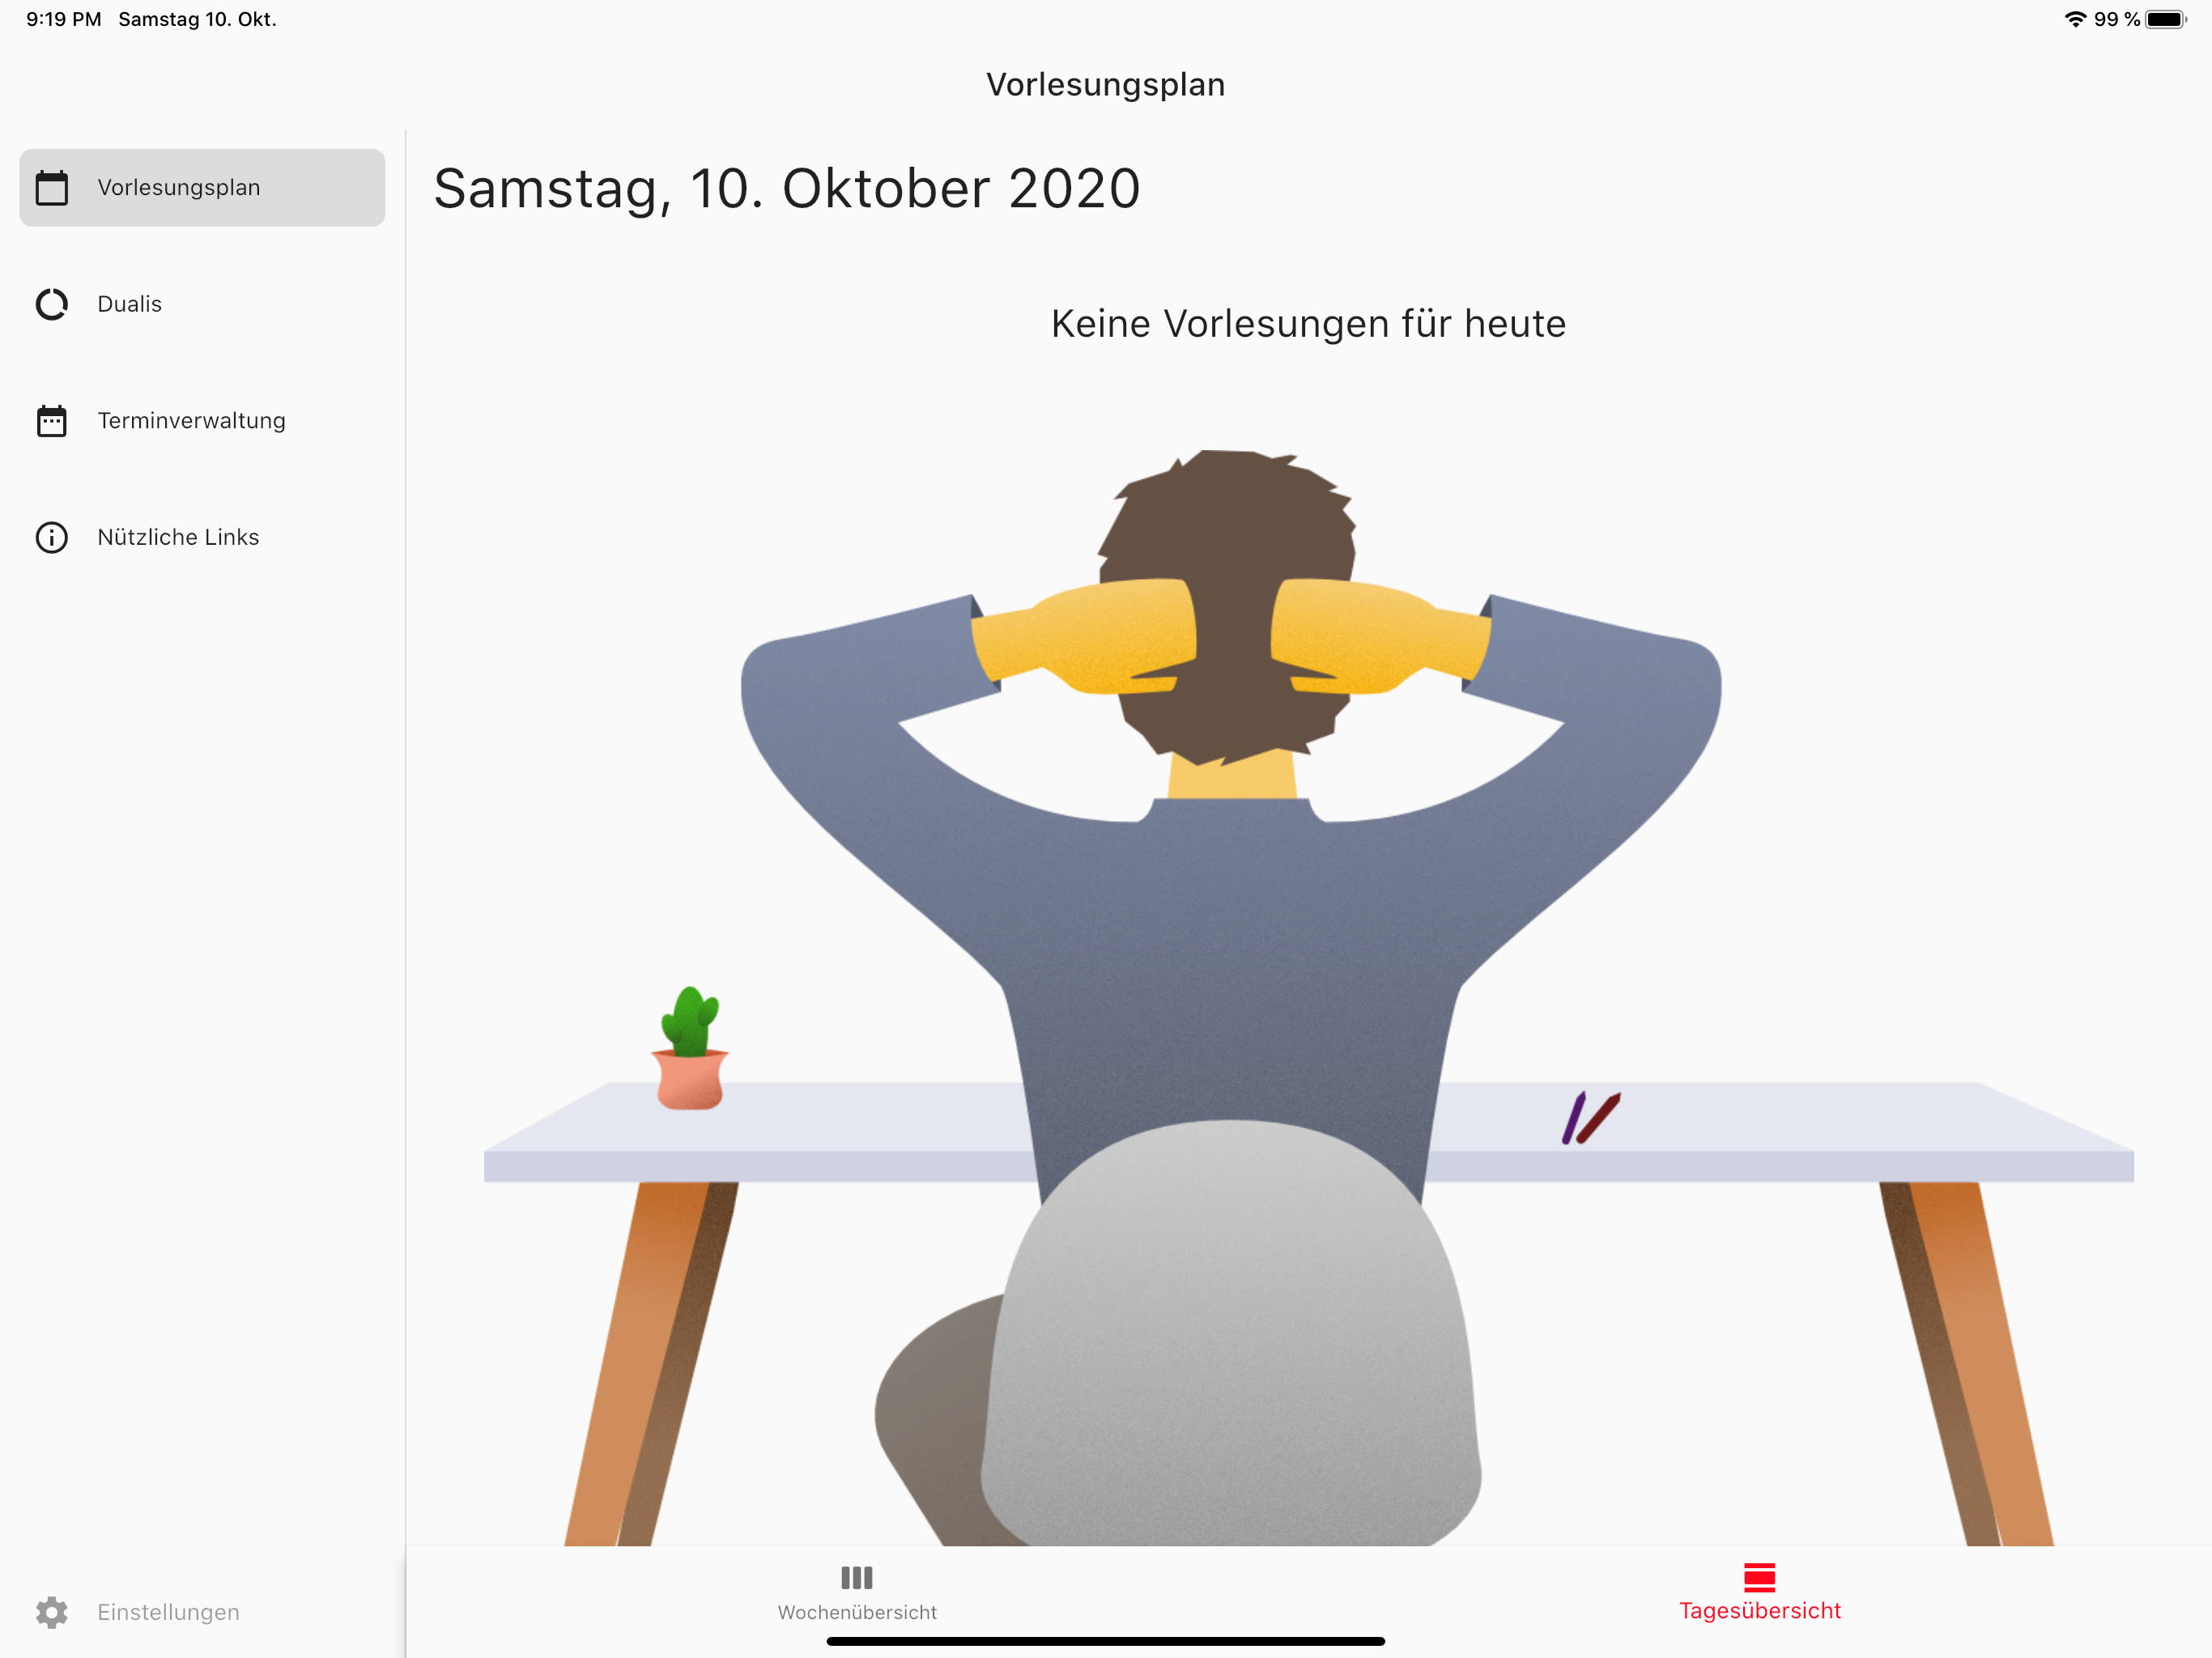 9:19 PM Samstag 10. Okt.
99 %
Vorlesungsplan
Vorlesungsplan
Dualis
Terminverwaltung
Nützliche Links
Einstellungen
Samstag, 10. Oktober 2020
Keine Vorlesungen für heute
Wochenübersicht
Tagesübersicht